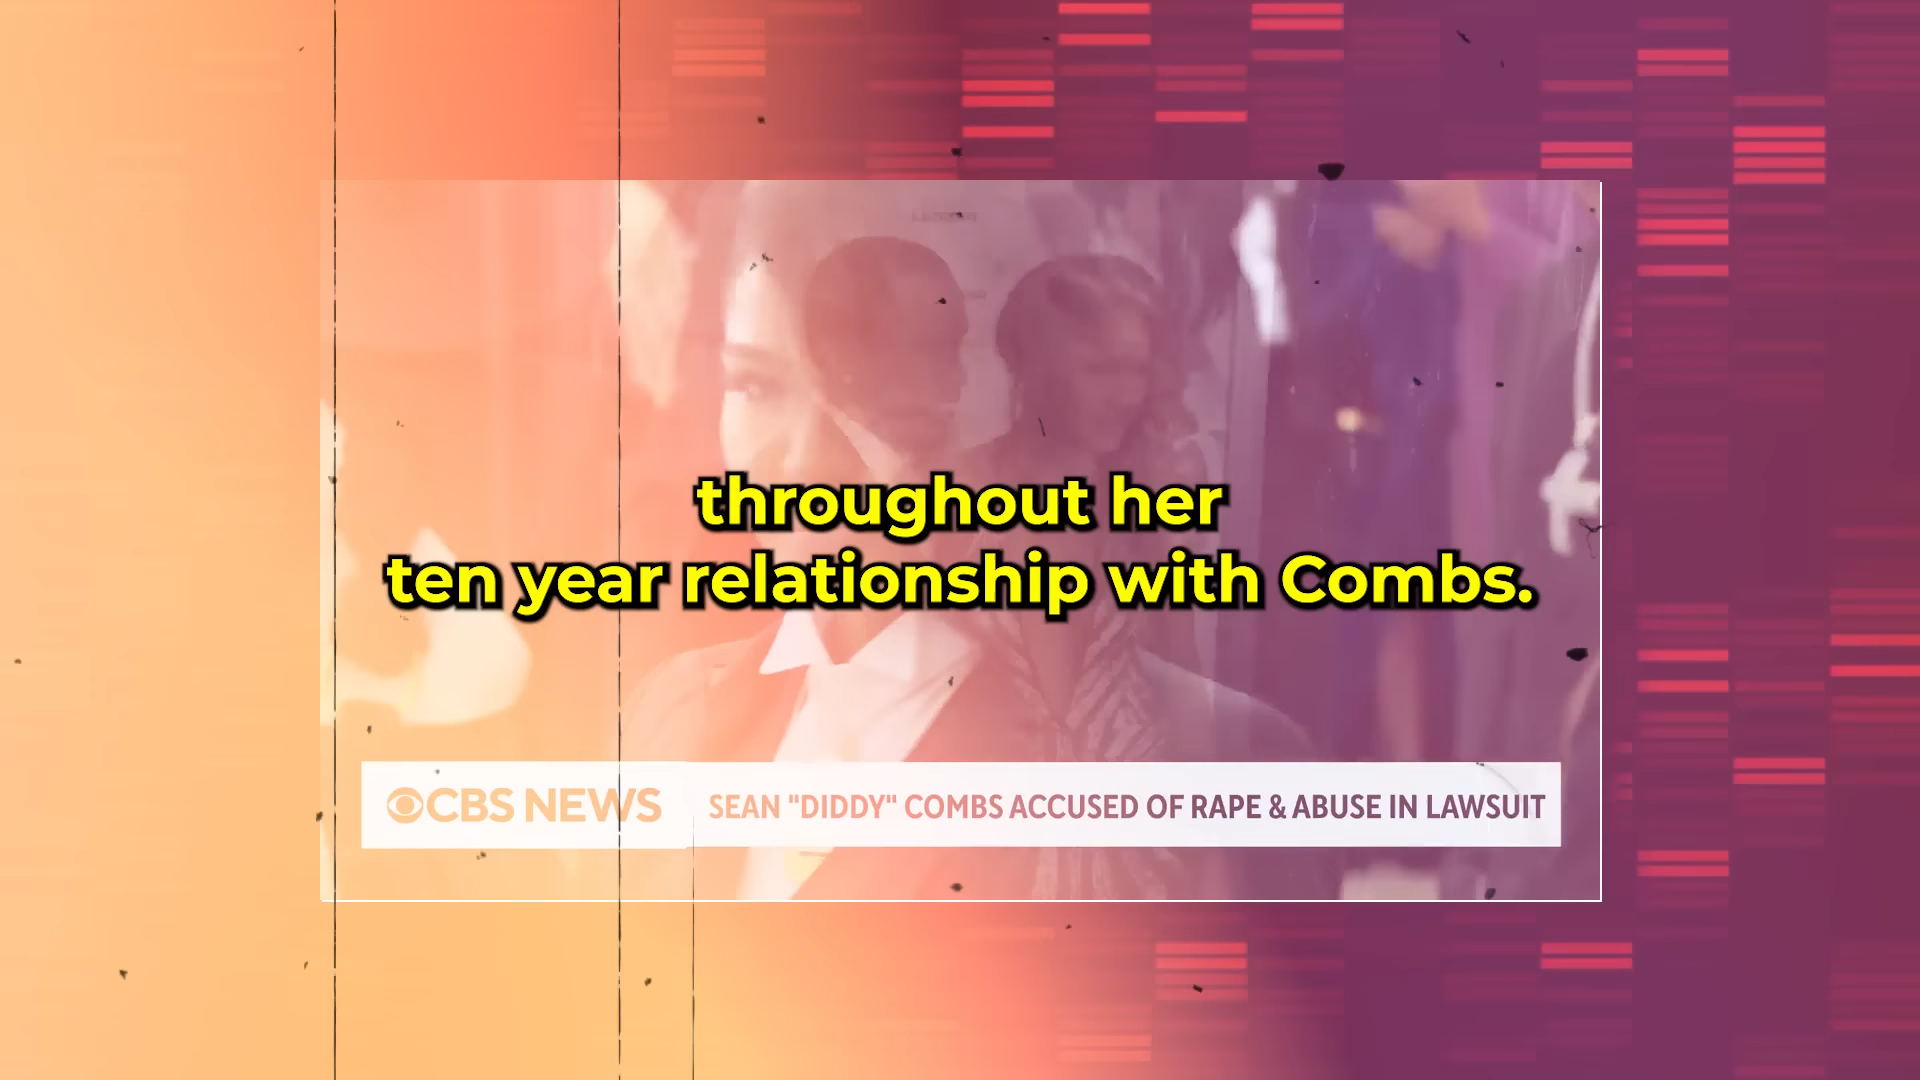 throughout her
ten year relationship with Combs.
CBS NEWS
SEAN "DIDDY" COMBS ACCUSED OF RAPE & ABUSE IN LAWSUIT